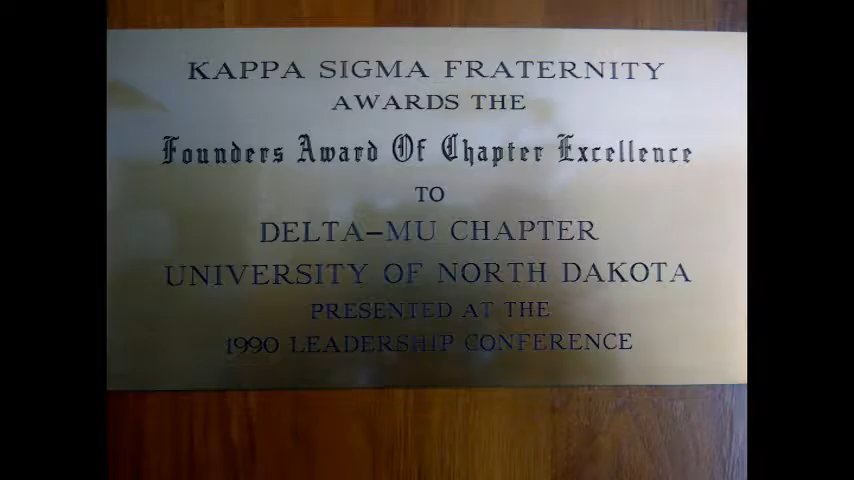 KAPPA SIGMA FRATERNITY
AWARDS THE
Founders Award Of Chapter Excellence
TO
DELTA-MU CHAPTER
UNIVERSITY OF NORTH DAKOTA
PRESENTED AT THE
1990 LEADERSHIP CONFERENCE